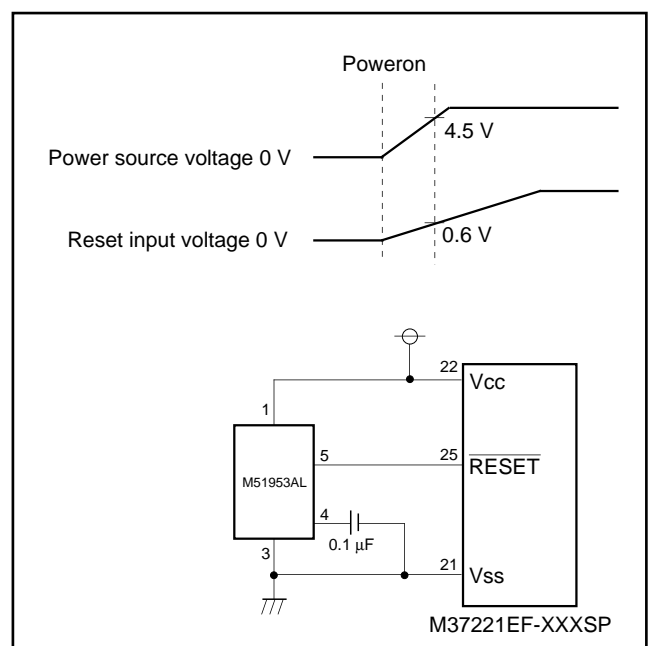 Poweron
4.5 V
Power source voltage 0 V
0.6 V
Reset input voltage 0 V
22
Vcc
1
5
25
RESET
M51953AL
4
0.1 µF
3
21
Vss
M37221EF-XXXSP